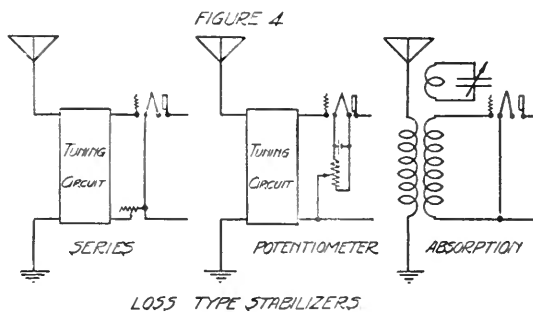 FIGURE 4
TUNING
CIRCUIT
TUNING
CIRCUIT
SERIES
POTENTIOMETER
ABSORPTION
LOSS TYPE STABILIZERS.